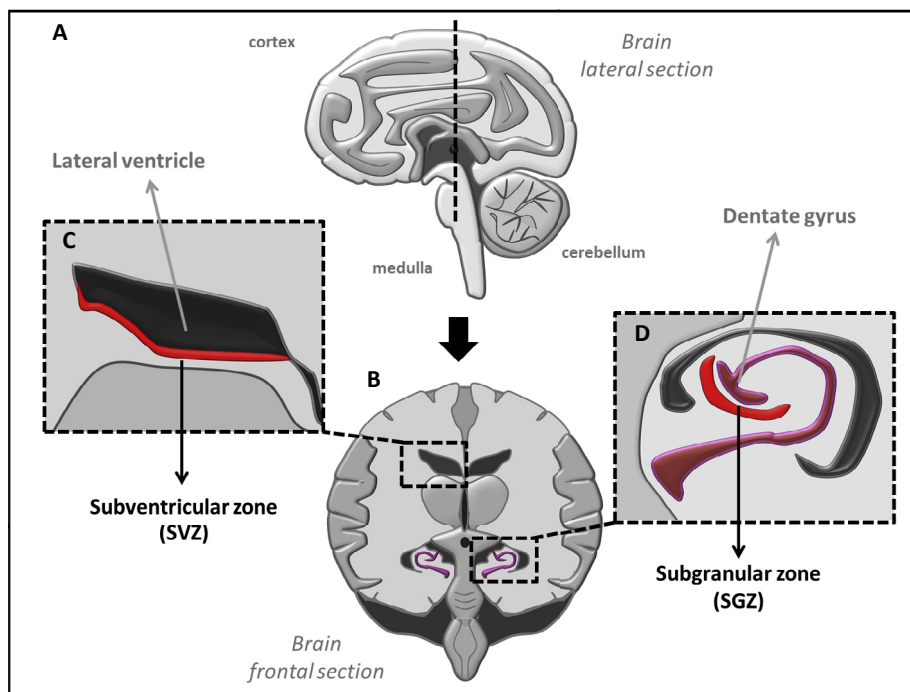 A
cortex
Brain
lateral section
Lateral ventricle
C
Dentate gyrus
medulla
cerebellum
D
B
Subventricular zone
(SVZ)
Subgranular zone
(SGZ)
Brain
frontal section